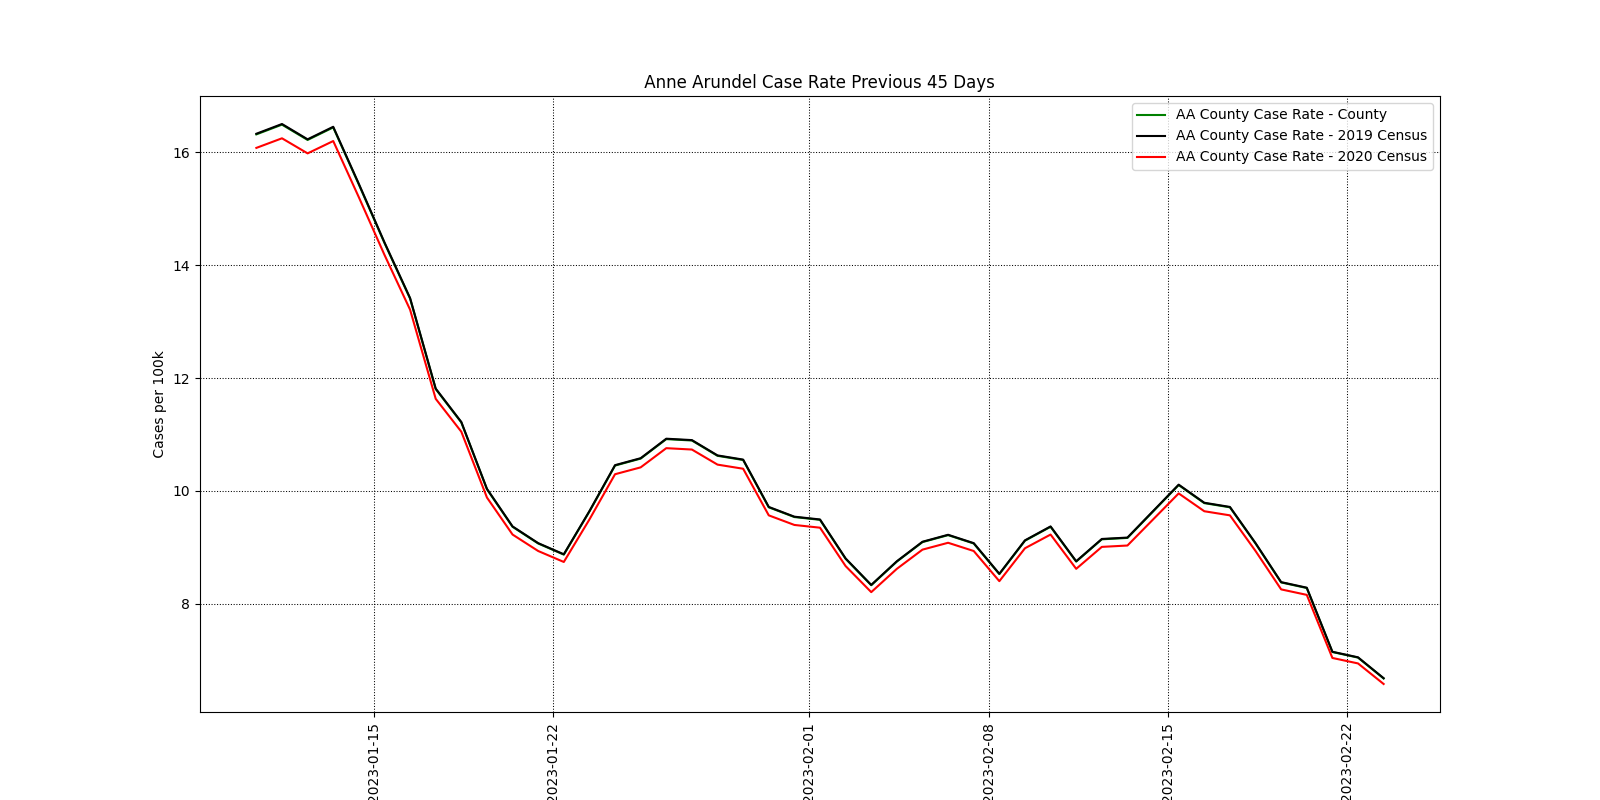 Anne Arundel Case Rate Previous 45 Days
AA County Case Rate - County
AA County Case Rate - 2019 Census
AA County Case Rate - 2020 Census
Cases per 100k
16
14
12
10
8
2023-01-15
2023-01-22
2023-02-01
2023-02-08
2023-02-15
2023-02-22